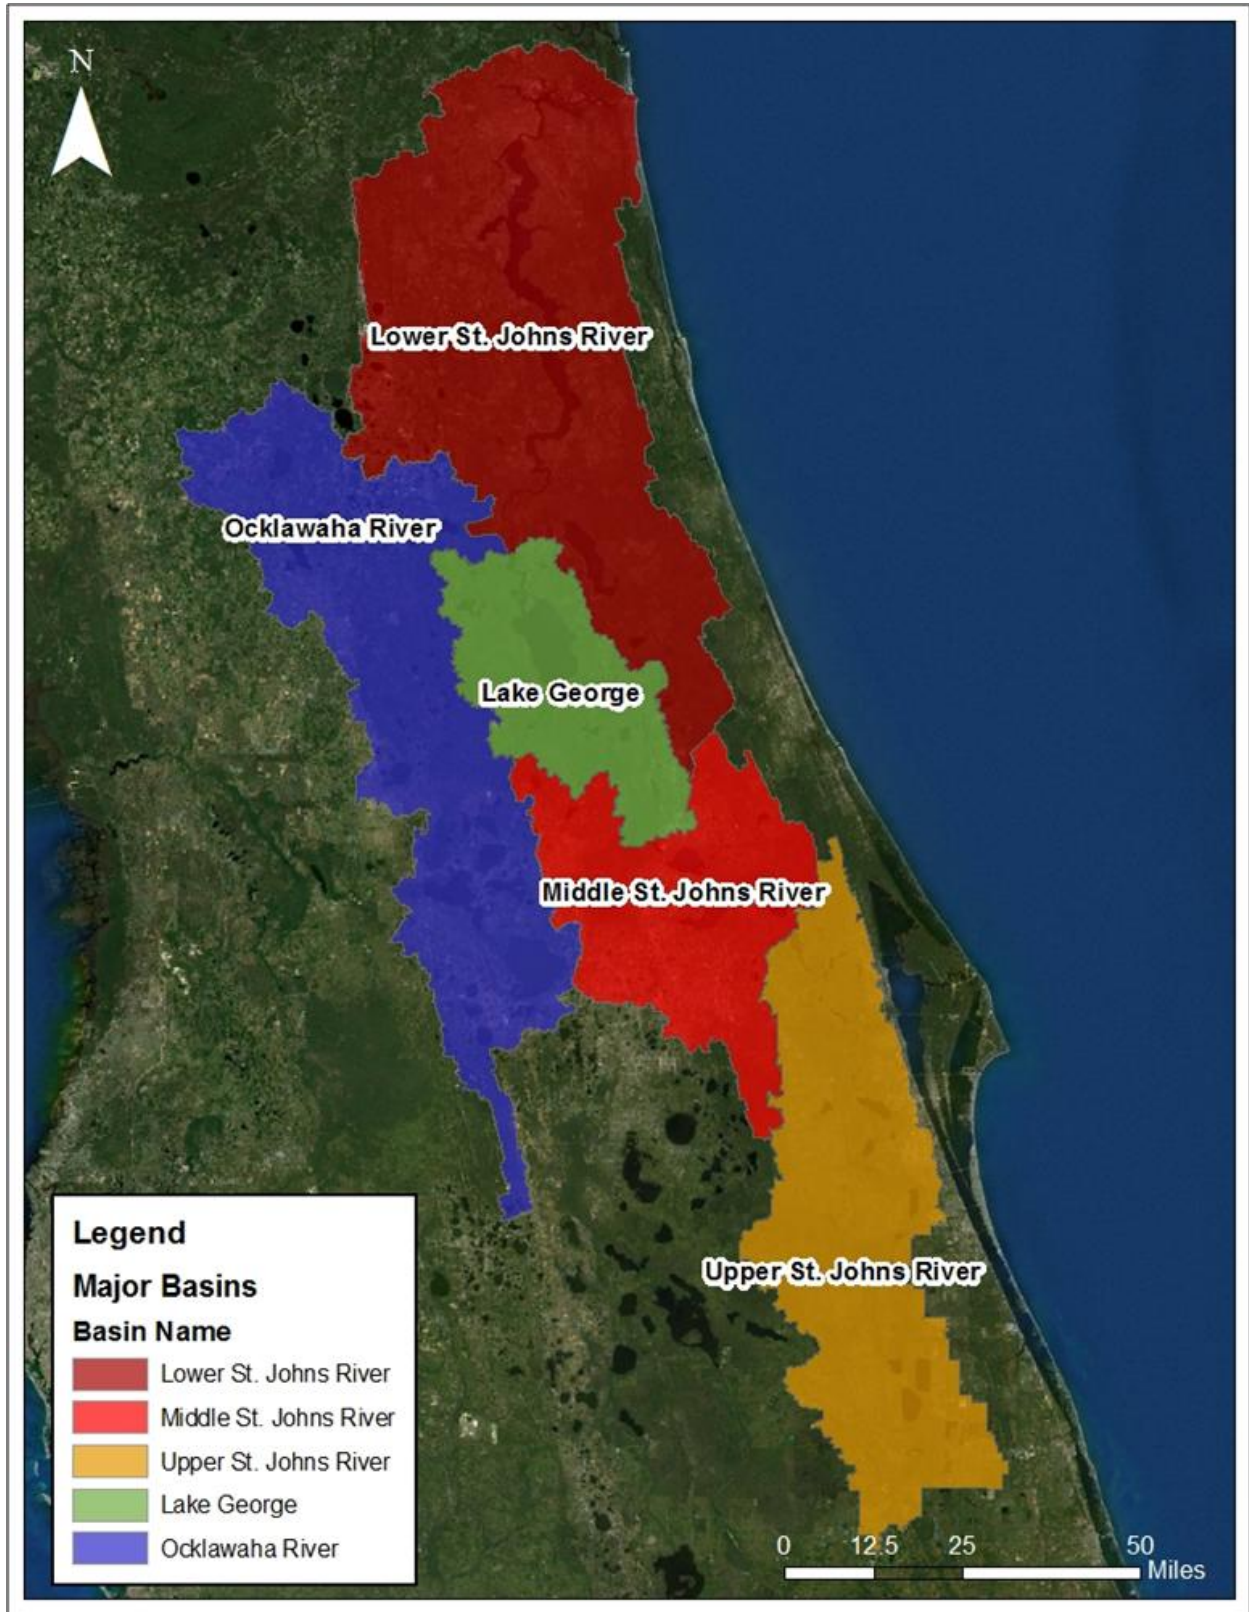 N
Lower St. Johns River
Ocklawaha River
Lake George
Middle St. Johns River
Upper St. Johns River
Legend
Major Basins
Basin Name
Lower St. Johns River
Middle St. Johns River
Upper St. Johns River
Lake George
Ocklawaha River
0 12.5 25 50
Miles